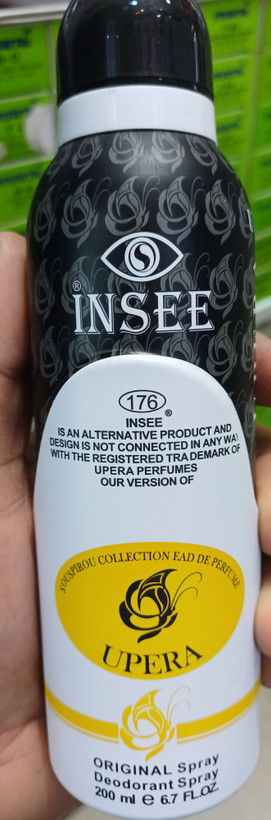 ® INSEE
176
INSEE ®
IS AN ALTERNATIVE PRODUCT AND
DESIGN IS NOT CONNECTED IN ANY WAY
WITH THE REGISTERED TRADEMARK OF
UPERA PERFUMES
OUR VERSION OF
SOUSPIROU COLLECTION EAD DE PERFUME
UPERA
ORIGINAL Spray
Deodorant Spray
200 ml e 6.7 FL.OZ.